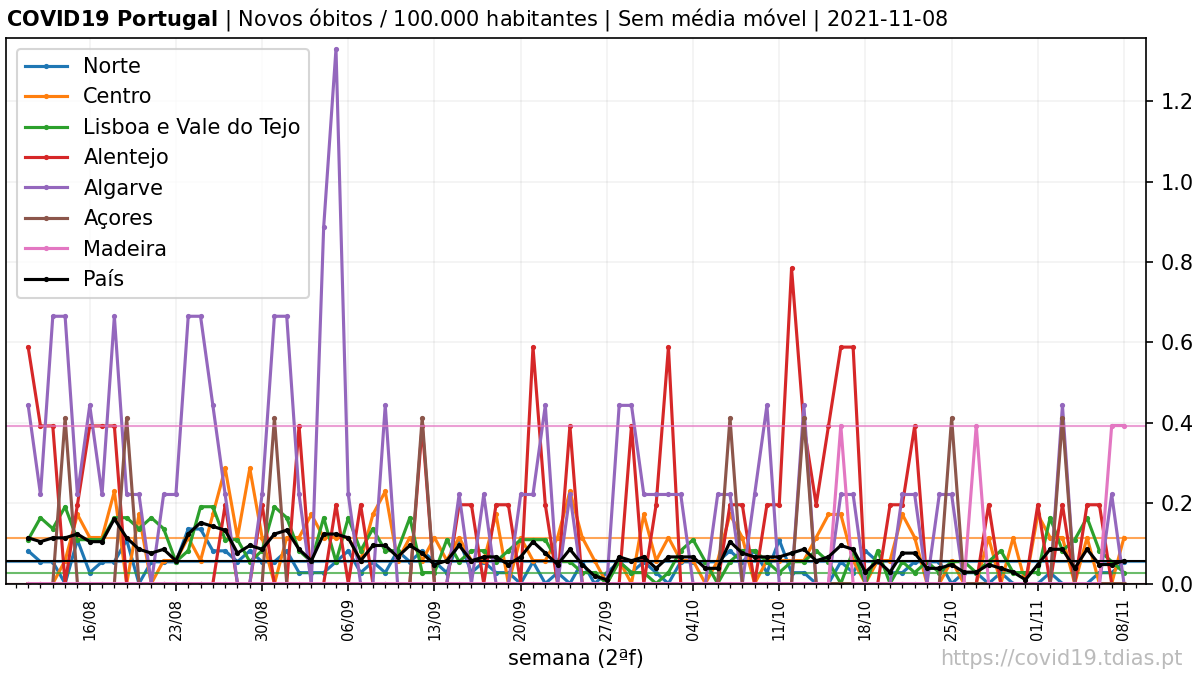 COVID19 Portugal | Novos óbitos / 100.000 habitantes | Sem média móvel | 2021-11-08
Norte
Centro
Lisboa e Vale do Tejo
Alentejo
Algarve
Açores
Madeira
País
1.2
1.0
0.8
0.6
0.4
0.2
0.0
16/08
23/08
30/08
06/09
13/09
20/09
27/09
04/10
11/10
18/10
25/10
01/11
08/11
semana (2ªf)
https://covid19.tdias.pt